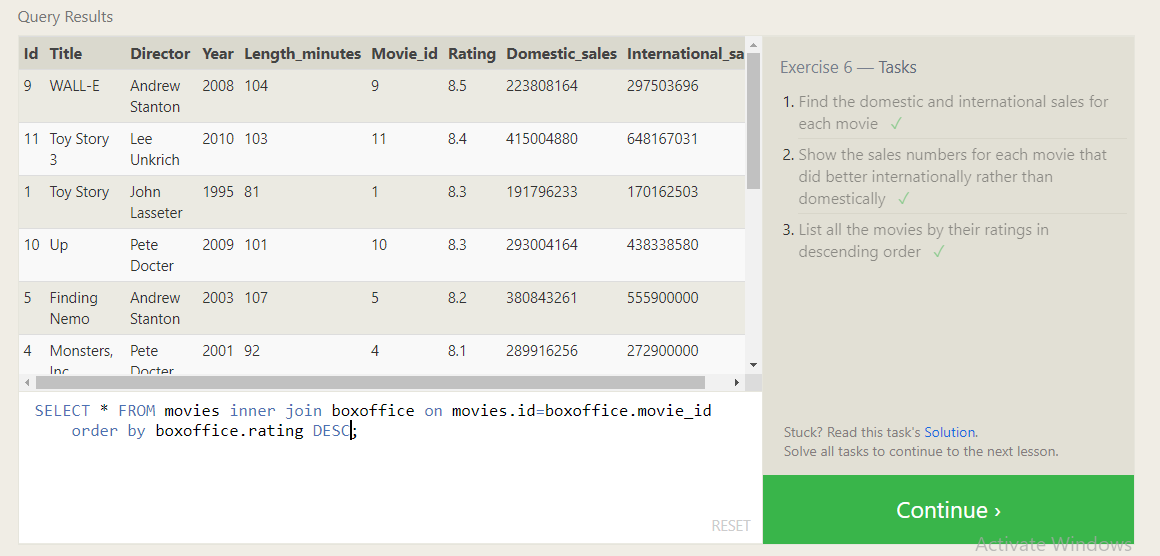 Query Results
Id Title Director Year Length_minutes Movie_id Rating Domestic_sales International_sa
9 WALL-E Andrew 2008 104 9 8.5 223808164 297503696
Stanton
11 Toy Story Lee 2010 103 11 8.4 415004880 648167031
3 Unkrich
1 Toy Story John 1995 81 1 8.3 191796233 170162503
Lasseter
10 Up Pete 2009 101 10 8.3 293004164 438338580
Docter
5 Finding Andrew 2003 107 5 8.2 380843261 555900000
Nemo Stanton
4 Monsters, Pete 2001 92 4 8.1 289916256 272900000
Inc. Docter
SELECT * FROM movies inner join boxoffice on movies.id=boxoffice.movie_id
order by boxoffice.rating DESC;
RESET
Exercise 6 — Tasks
1. Find the domestic and international sales for
each movie ✓
2. Show the sales numbers for each movie that
did better internationally rather than
domestically ✓
3. List all the movies by their ratings in
descending order ✓
Stuck? Read this task's Solution.
Solve all tasks to continue to the next lesson.
Continue ›
Activate Windows